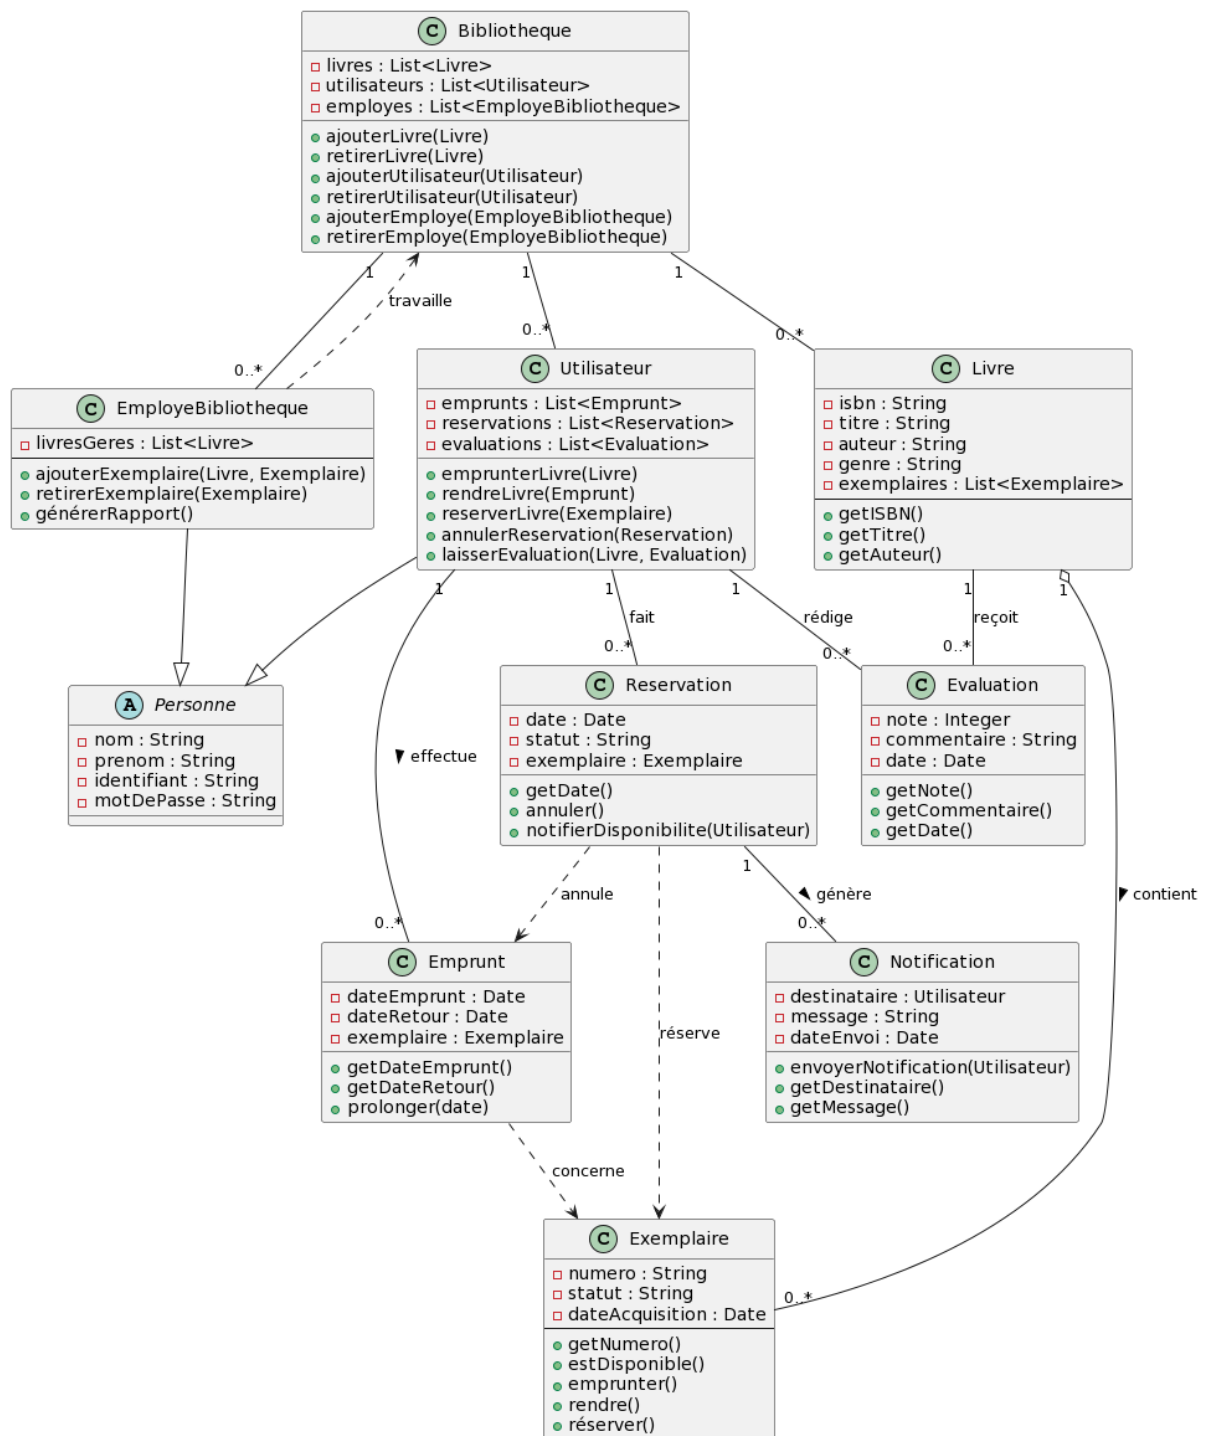 C Bibliotheque
livres : List<Livre>
utilisateurs : List<Utilisateur>
employes : List<EmployeBibliotheque>
ajouterLivre(Livre)
retirerLivre(Livre)
ajouterUtilisateur(Utilisateur)
retirerUtilisateur(Utilisateur)
ajouterEmploye(EmployeBibliotheque)
retirerEmploye(EmployeBibliotheque)
1
1
1
travaille
0..*
0..*
0..*
C EmployeBibliotheque
livresGeres : List<Livre>
ajouterExemplaire(Livre, Exemplaire)
retirerExemplaire(Exemplaire)
générerRapport()
C Utilisateur
emprunts : List<Emprunt>
reservations : List<Reservation>
evaluations : List<Evaluation>
emprunterLivre(Livre)
rendreLivre(Emprunt)
reserverLivre(Exemplaire)
annulerReservation(Reservation)
laisserEvaluation(Livre, Evaluation)
C Livre
isbn : String
titre : String
auteur : String
genre : String
exemplaires : List<Exemplaire>
getISBN()
getTitre()
getAuteur()
1
1
1
1
1
fait
rédige
reçoit
0..*
0..*
0..*
A Personne
nom : String
prenom : String
identifiant : String
motDePasse : String
effectue
C Reservation
date : Date
statut : String
exemplaire : Exemplaire
getDate()
annuler()
notifierDisponibilite(Utilisateur)
C Evaluation
note : Integer
commentaire : String
date : Date
getNote()
getCommentaire()
getDate()
1
annule
génère
contient
0..*
0..*
C Emprunt
dateEmprunt : Date
dateRetour : Date
exemplaire : Exemplaire
getDateEmprunt()
getDateRetour()
prolonger(date)
réserve
C Notification
destinataire : Utilisateur
message : String
dateEnvoi : Date
envoyerNotification(Utilisateur)
getDestinataire()
getMessage()
concerne
C Exemplaire
numero : String
statut : String
dateAcquisition : Date
getNumero()
estDisponible()
emprunter()
rendre()
réserver()
0..*